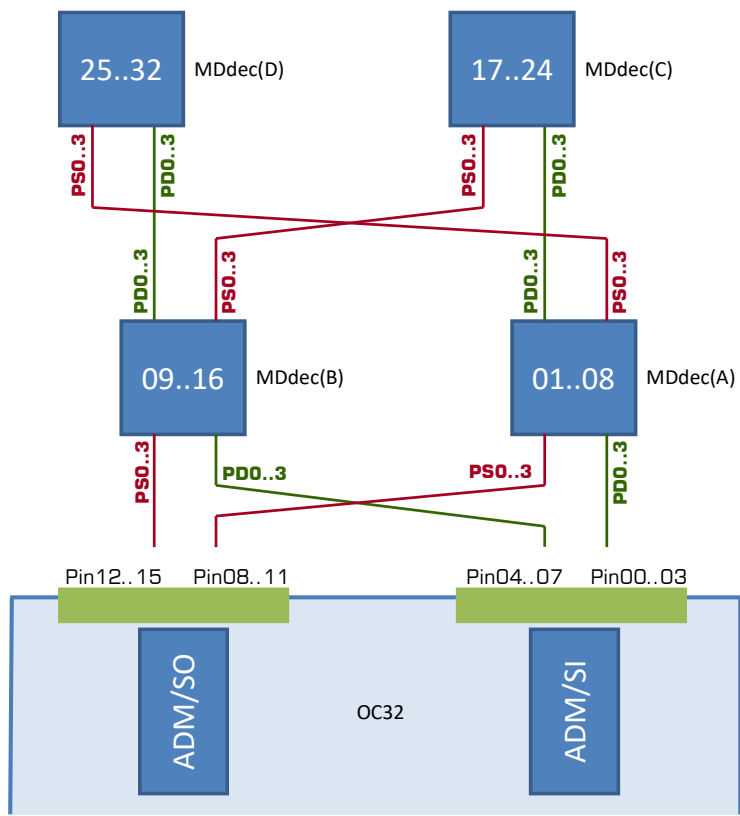 25..32
MDdec(D)
17..24
MDdec(C)
PS0..3
PD0..3
PS0..3
PD0..3
PD0..3
PS0..3
PD0..3
PS0..3
09..16
MDdec(B)
01..08
MDdec(A)
PS0..3
PD0..3
PS0..3
PD0..3
Pin12..15
Pin08..11
Pin04..07
Pin00..03
ADM/SO
OC32
ADM/SI